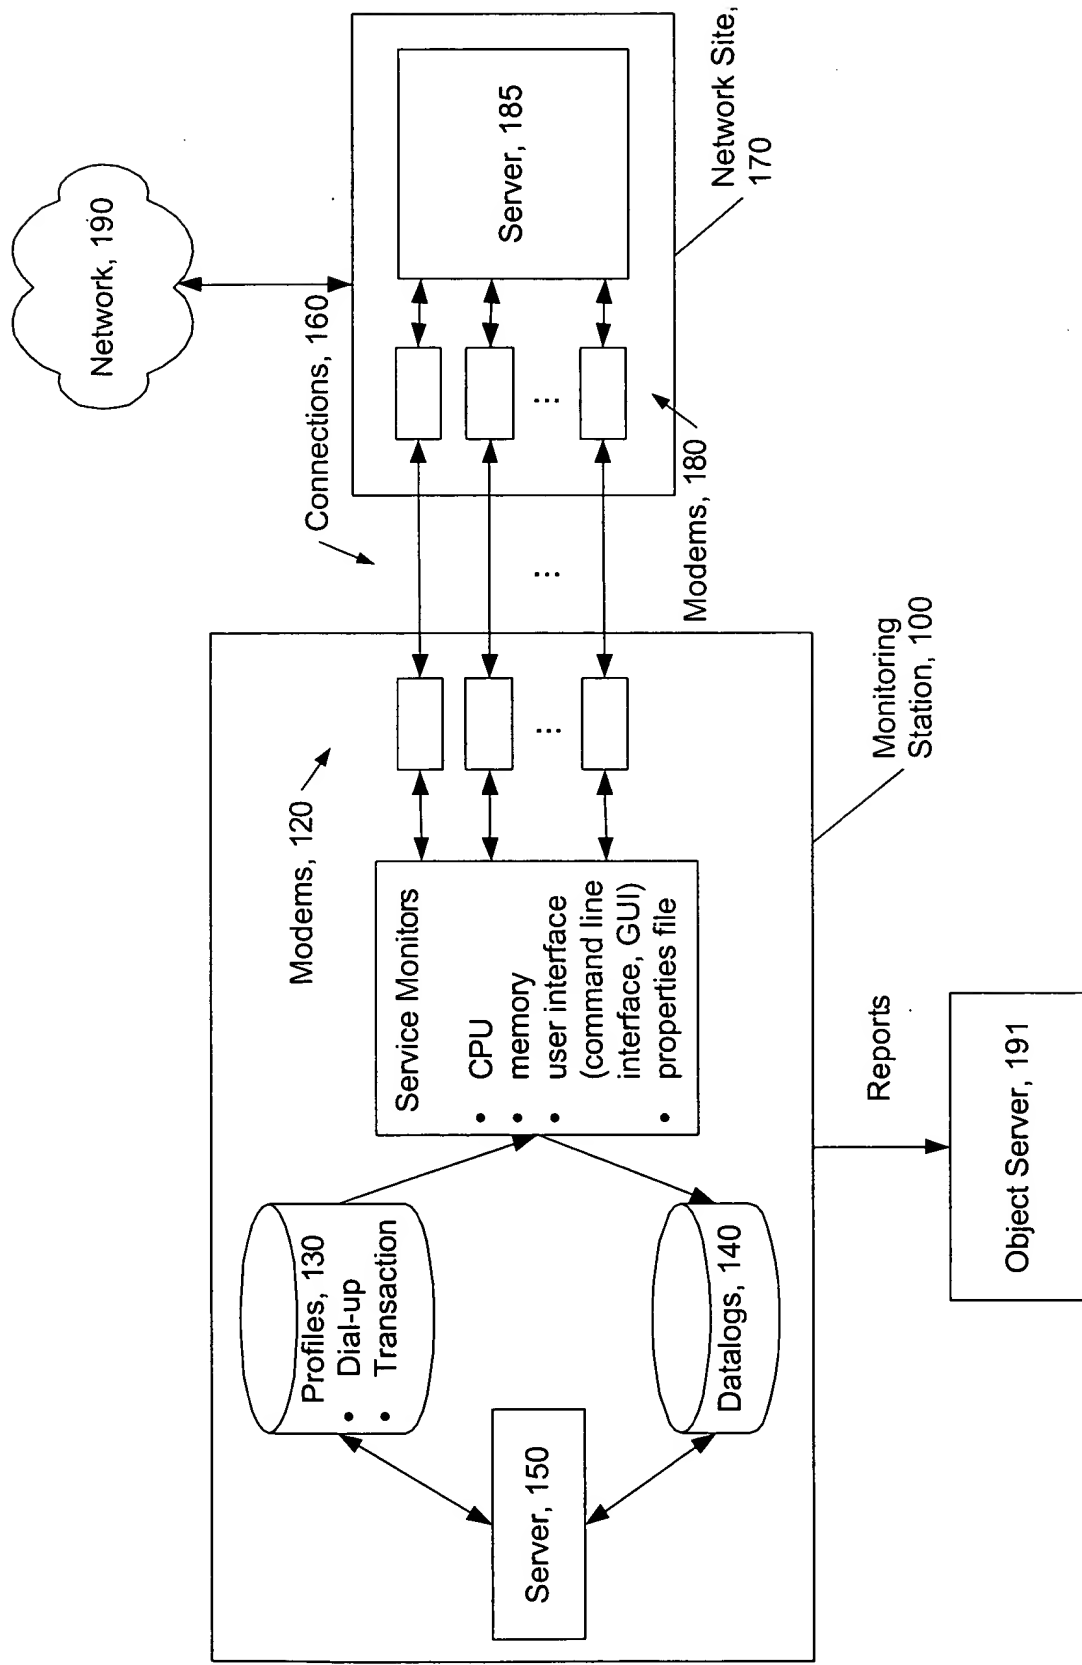 Server, 150
Profiles, 130
• Dial-up
• Transaction
Datalogs, 140
Service Monitors
• CPU
• memory
• user interface
(command line
interface, GUI)
• properties file
Modems, 120
...
Monitoring
Station, 100
Reports
Object Server, 191
Connections, 160
...
Modems, 180
...
Server, 185
Network Site,
170
Network, 190